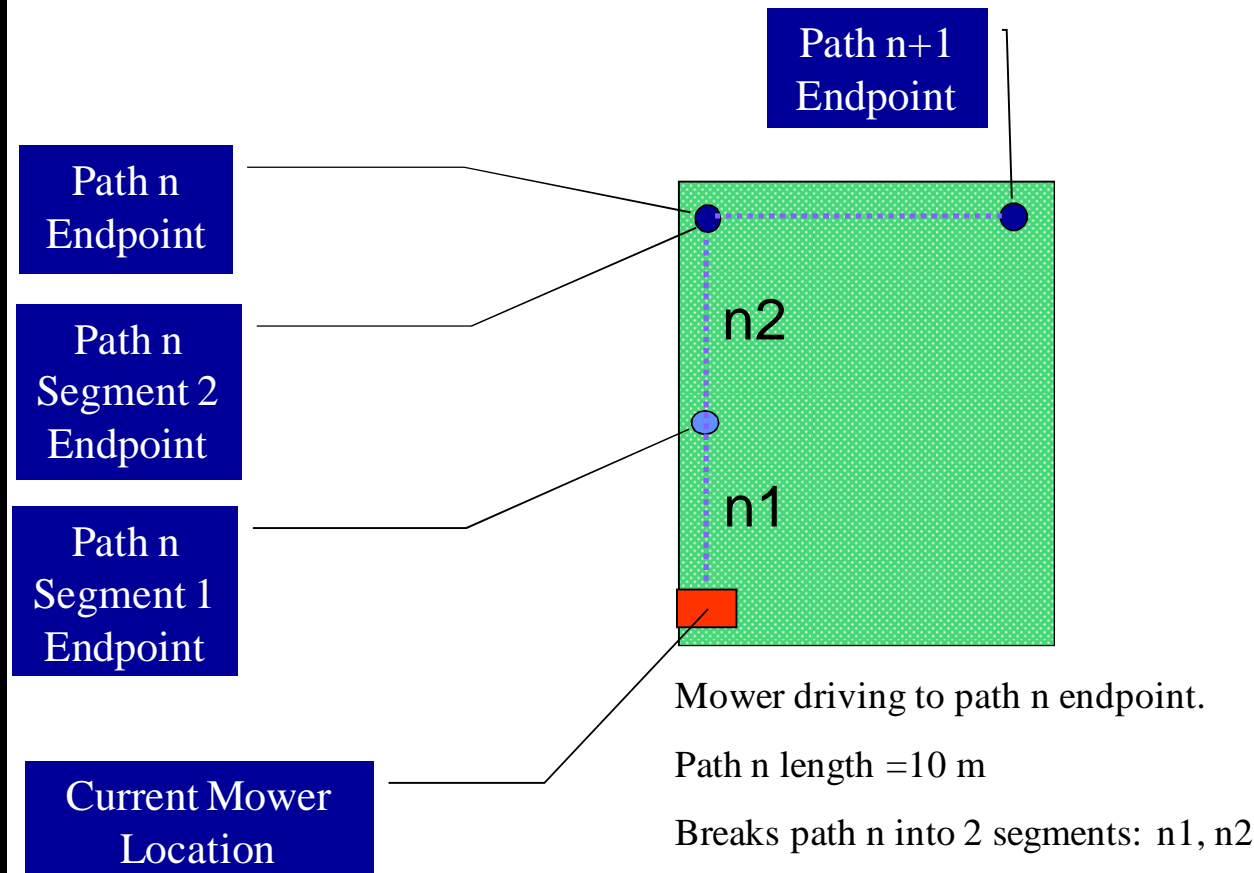 Path n+1
Endpoint
Path n
Endpoint
Path n
Segment 2
Endpoint
n2
Path n
Segment 1
Endpoint
n1
Current Mower
Location
Mower driving to path n endpoint.
Path n length =10 m
Breaks path n into 2 segments: n1, n2